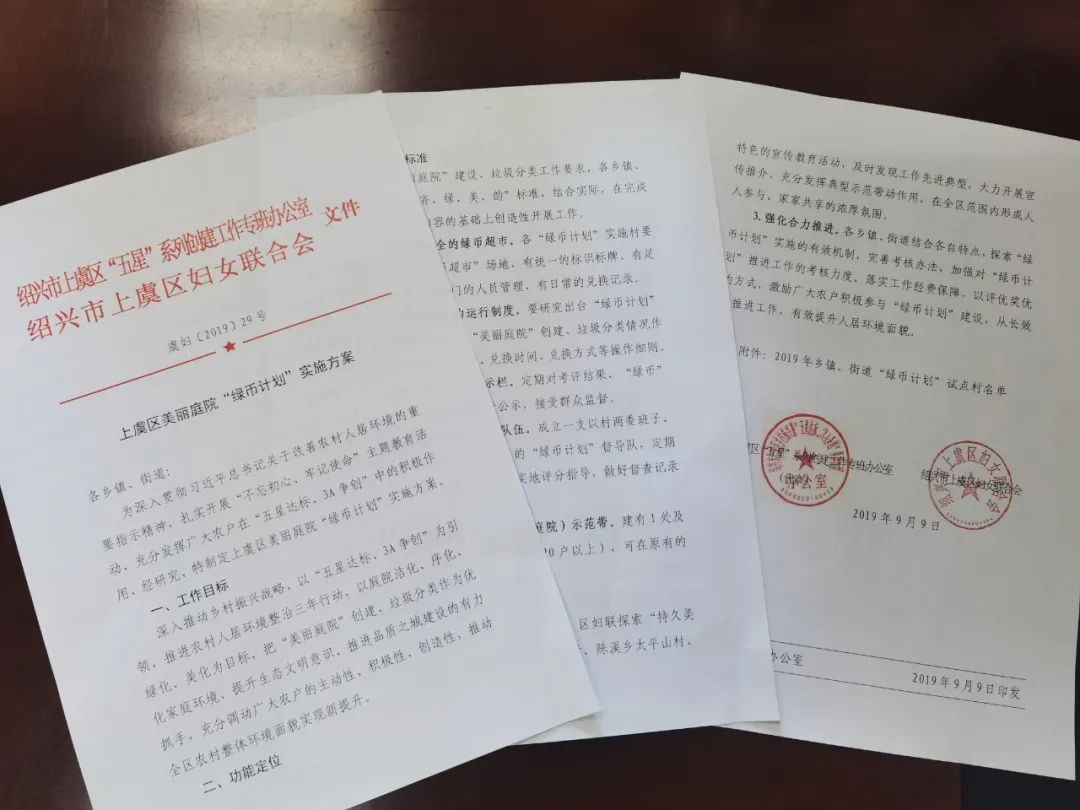 绍兴市上虞区“五星”系列创建工作专班办公室
绍兴市上虞区妇女联合会
文件
虞妇〔2019〕29 号
上虞区美丽庭院“绿币计划”实施方案
各乡镇、街道：
为深入贯彻习近平总书记关于改善农村人居环境的重
要指示精神，扎实开展“不忘初心、牢记使命”主题教育活
动，充分发挥广大农户在“五星达标、3A 争创”中的积极作
用，经研究，特制定上虞区美丽庭院“绿币计划”实施方案。
一、工作目标
深入推动乡村振兴战略，以“五星达标、3A 争创”为引
领，推进农村人居环境整治三年行动，以庭院洁化、序化、
绿化、美化为目标，把“美丽庭院”创建、垃圾分类作为优
化家庭环境、提升生态文明意识、推进品质之城建设的有力
抓手，充分调动广大农户的主动性、积极性、创造性，推动
全区农村整体环境面貌实现新提升。
二、功能定位
标准
庭院”建设、垃圾分类工作要求，各乡镇、
齐、绿、美、的”标准，结合实际，在完成
内容的基础上创造性开展工作。
全的绿币超市。各“绿币计划”实施村要
超市”场地、有统一的标识标牌、有足
门的人员管理、有日常的兑换记录。
的运行制度。要研究出台“绿币计划”
“美丽庭院”创建、垃圾分类情况作
、兑换时间、兑换方式等操作细则。
示栏。定期对考评结果、“绿币”
公示，接受群众监督。
队伍。成立一支以村两委班子、
的“绿币计划”督导队，定期
实地评分指导，做好督查记录
庭院）示范带。建有 1 处及
20 户以上），可在原有的
区妇联探索“持久美
、陈溪乡太平山村、
特色的宣传教育活动，及时发现工作先进典型，大力开展宣
传推介，充分发挥典型示范带动作用，在全区范围内形成人
人参与、家家共享的浓厚氛围。
3. 强化合力推进。各乡镇、街道结合各自特点，探索“绿
币计划”实施的有效机制，完善考核办法，加强对“绿币计
划”推进工作的考核力度，落实工作经费保障，以评优奖优
的方式，激励广大农户积极参与“绿币计划”建设，从长效
推进工作，有效提升人居环境面貌。
附件：2019 年乡镇、街道“绿币计划”试点村名单
区“五星”系列创建工作专班办公室
（代章）
办公室
绍兴市上虞区妇女联合会
绍兴市上虞区妇女联合会
2019 年 9 月 9 日
办公室
2019 年 9 月 9 日印发